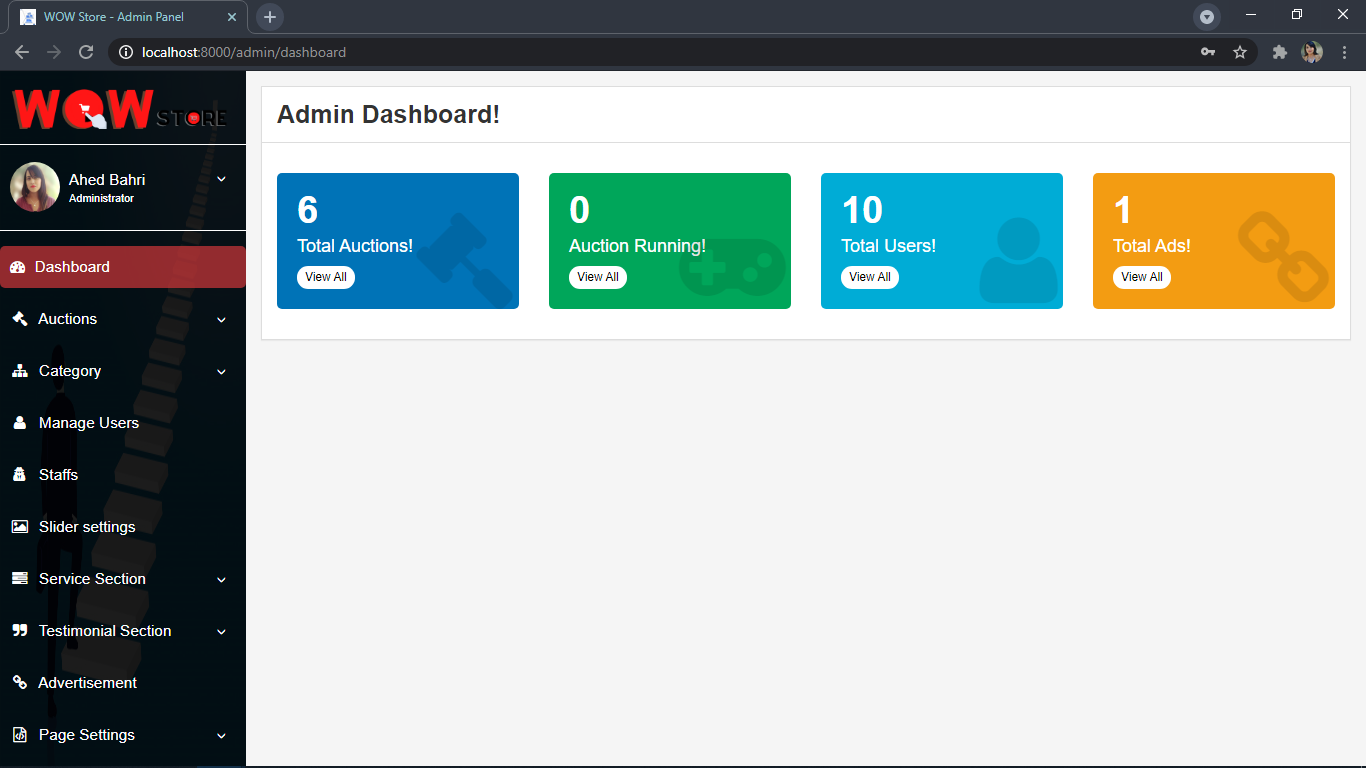 WOW Store - Admin Panel
localhost:8000/admin/dashboard
WOW STORE
Ahed Bahri
Administrator
Dashboard
Auctions
Category
Manage Users
Staffs
Slider settings
Service Section
Testimonial Section
Advertisement
Page Settings
Admin Dashboard!
6
Total Auctions!
View All
0
Auction Running!
View All
10
Total Users!
View All
1
Total Ads!
View All